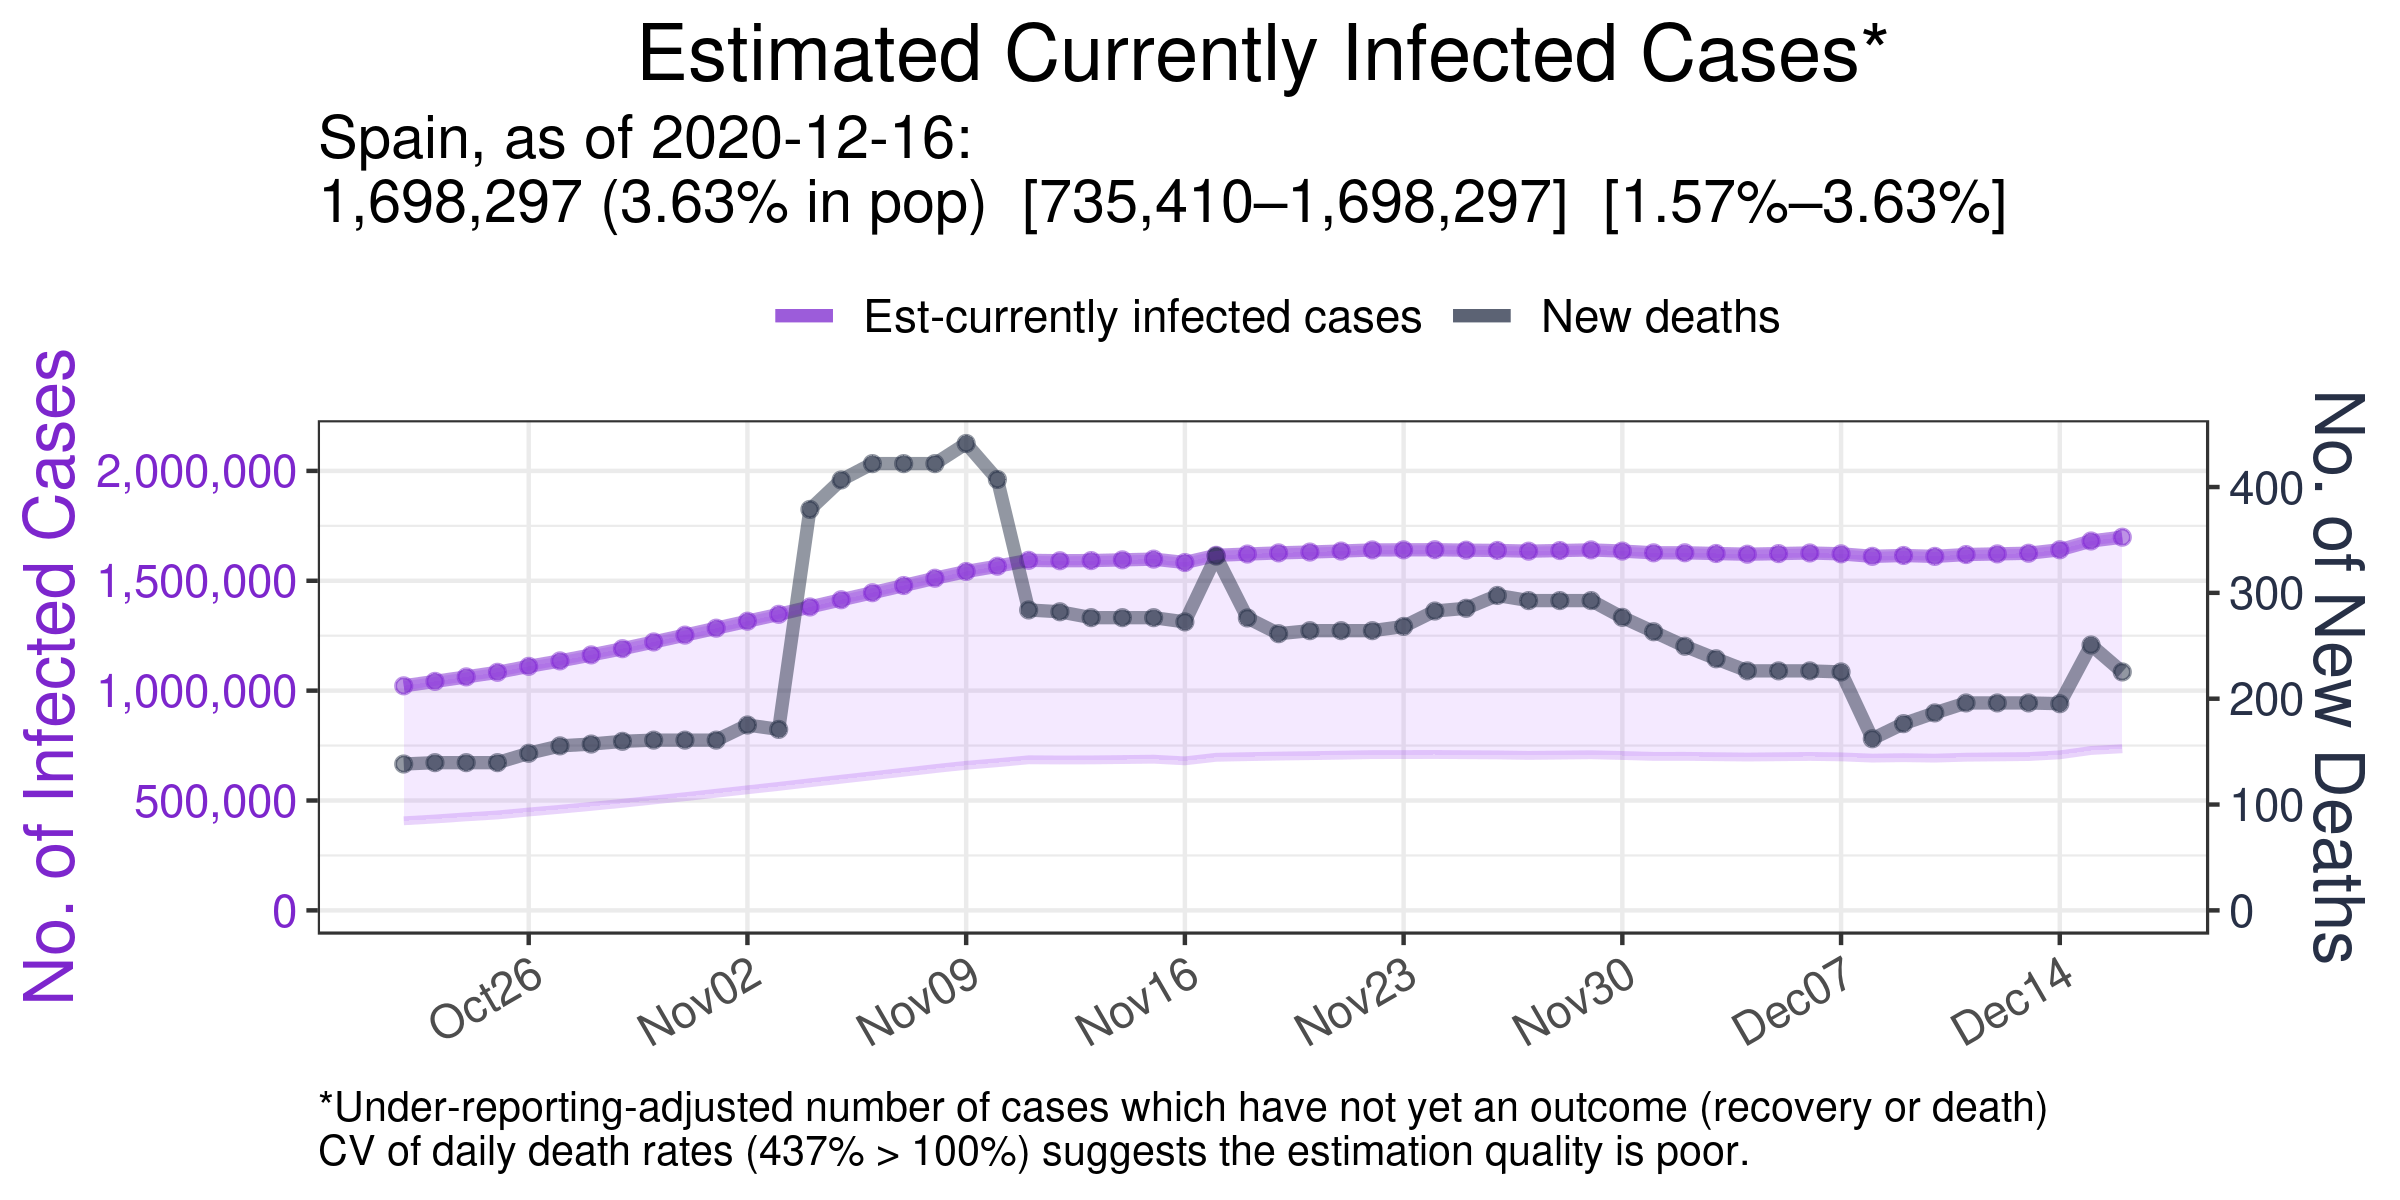 Estimated Currently Infected Cases*
Spain, as of 2020-12-16:
1,698,297 (3.63% in pop)  [735,410–1,698,297]  [1.57%–3.63%]
Est-currently infected cases
New deaths
No. of Infected Cases
2,000,000
1,500,000
1,000,000
500,000
0
No. of New Deaths
400
300
200
100
0
Oct26
Nov02
Nov09
Nov16
Nov23
Nov30
Dec07
Dec14
*Under-reporting-adjusted number of cases which have not yet an outcome (recovery or death)
CV of daily death rates (437% > 100%) suggests the estimation quality is poor.